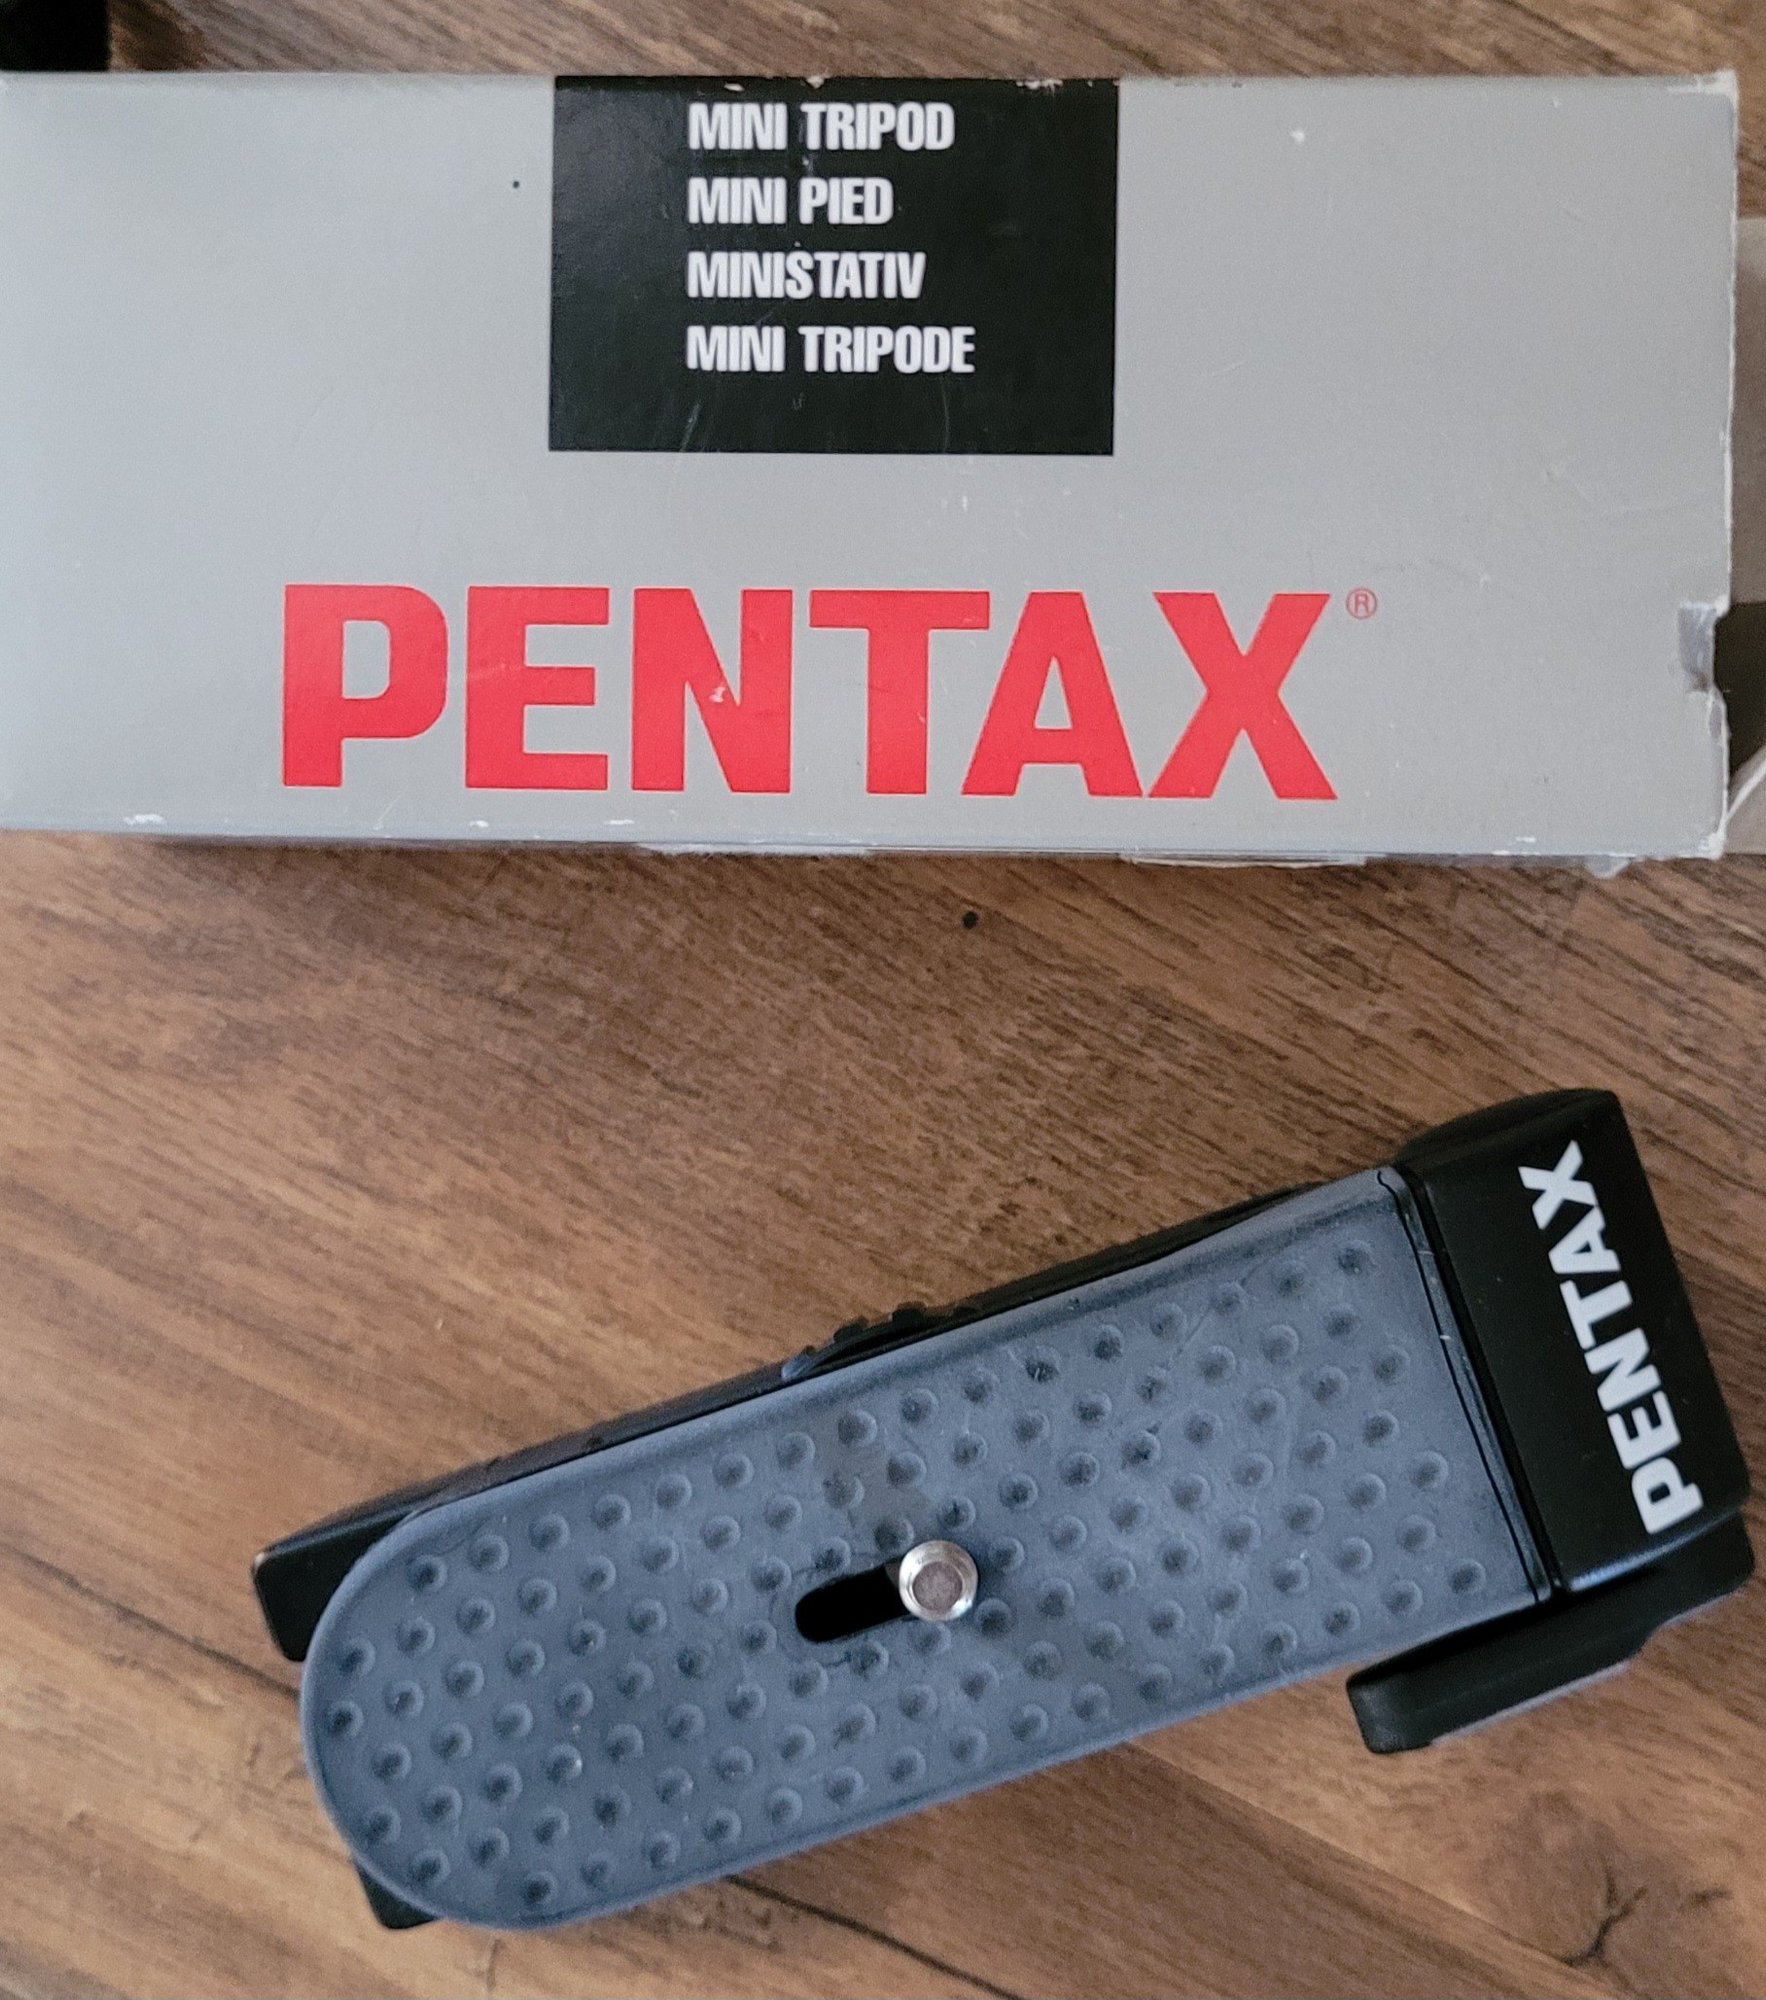 MINI TRIPOD
MINI PIED
MINISTATIV
MINI TRIPODE
PENTAX®
PENTAX